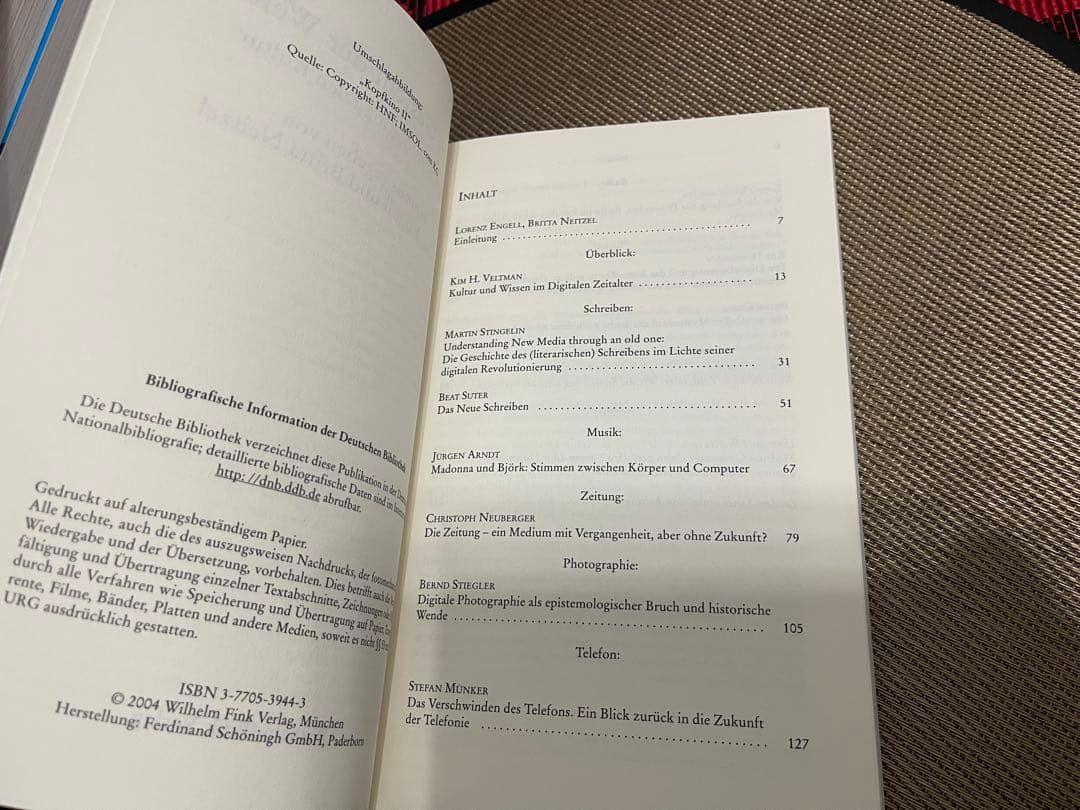 Umschlagabbildung:
„Kopfkino II“
Quelle: Copyright: HNF; IMSOL.com KG
Bibliografische Information der Deutschen Bibliothek
Die Deutsche Bibliothek verzeichnet diese Publikation in der
Nationalbibliografie; detaillierte bibliografische Daten sind im
http://dnb.ddb.de abrufbar.
Gedruckt auf alterungsbeständigem Papier.
Alle Rechte, auch die des auszugsweisen Nachdrucks, der
Wiedergabe und der Übersetzung, vorbehalten. Dies betrifft auch die
fältigung und Übertragung einzelner Textabschnitte, Zeichnungen
durch alle Verfahren wie Speicherung und Übertragung auf Papier,
rente, Filme, Bänder, Platten und andere Medien, soweit es nicht §§
URG ausdrücklich gestatten.
ISBN 3-7705-3944-3
© 2004 Wilhelm Fink Verlag, München
Herstellung: Ferdinand Schöningh GmbH, Paderborn
INHALT
LORENZ ENGELL, BRITTA NEITZEL
Einleitung . . . . . . . . . . . . . . . . . . . . . . . . . . . . . . . . . . . . 7
Überblick:
KIM H. VELTMAN
Kultur und Wissen im Digitalen Zeitalter . . . . . . . . . . . . . . . . . . . 13
Schreiben:
MARTIN STINGELIN
Understanding New Media through an old one:
Die Geschichte des (literarischen) Schreibens im Lichte seiner
digitalen Revolutionierung . . . . . . . . . . . . . . . . . . . . . . . . . . . . . . 31
BEAT SUTER
Das Neue Schreiben . . . . . . . . . . . . . . . . . . . . . . . . . . . . . . . . . . . 51
Musik:
JÜRGEN ARNDT
Madonna und Björk: Stimmen zwischen Körper und Computer 67
Zeitung:
CHRISTOPH NEUBERGER
Die Zeitung – ein Medium mit Vergangenheit, aber ohne Zukunft? 79
Photographie:
BERND STIEGLER
Digitale Photographie als epistemologischer Bruch und historische
Wende . . . . . . . . . . . . . . . . . . . . . . . . . . . . . . . . . . . . . . . . . . . . . . 105
Telefon:
STEFAN MÜNKER
Das Verschwinden des Telefons. Ein Blick zurück in die Zukunft
der Telefonie . . . . . . . . . . . . . . . . . . . . . . . . . . . . . . . . . . . . . . . . 127